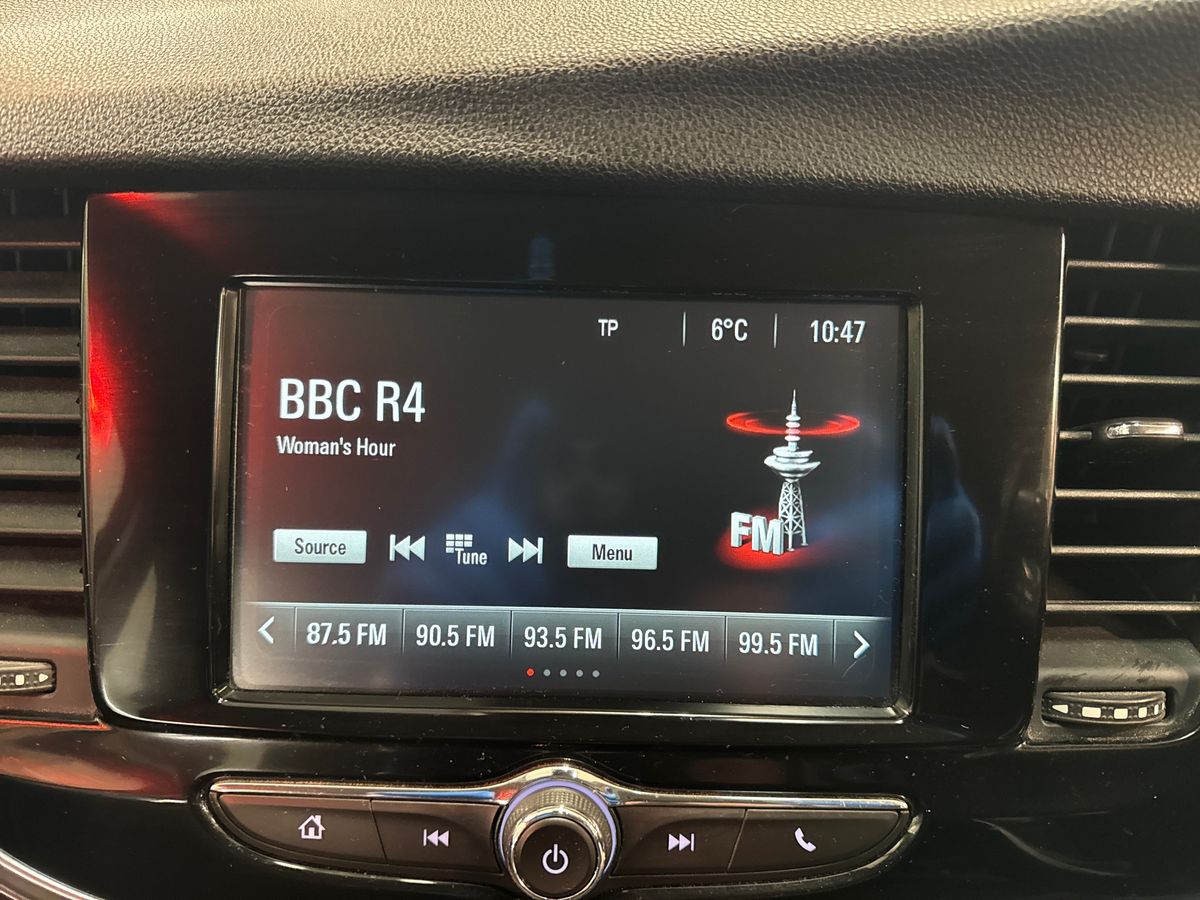 TP 6°C 10:47
BBC R4
Woman's Hour
FM
Source Tune Menu
87.5 FM 90.5 FM 93.5 FM 96.5 FM 99.5 FM